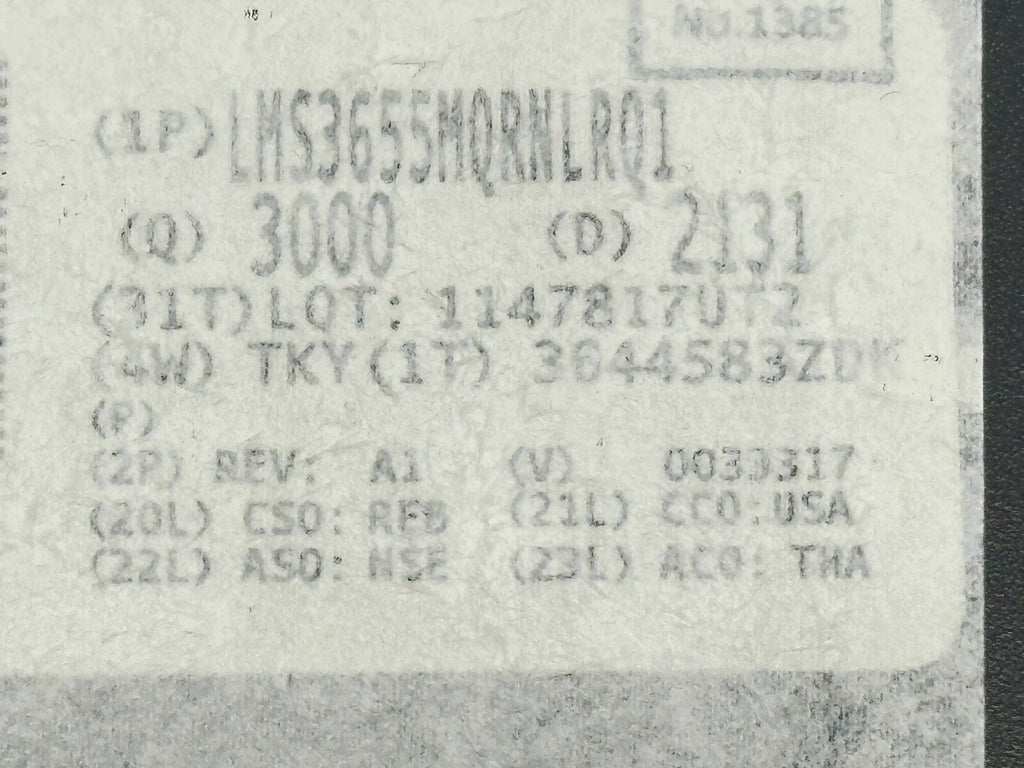 No.1385
(1P) LMS3655MQRNLRQ1
(Q) 3000 (D) 2131
(31T)LOT: 1147817UT2
(4W) TKY(1T) 3044583ZDK
(P)
(2P) REV: A1 (V) 0033317
(20L) CSO: RFB (21L) CCO:USA
(22L) ASO: NSE (23L) ACO: THA